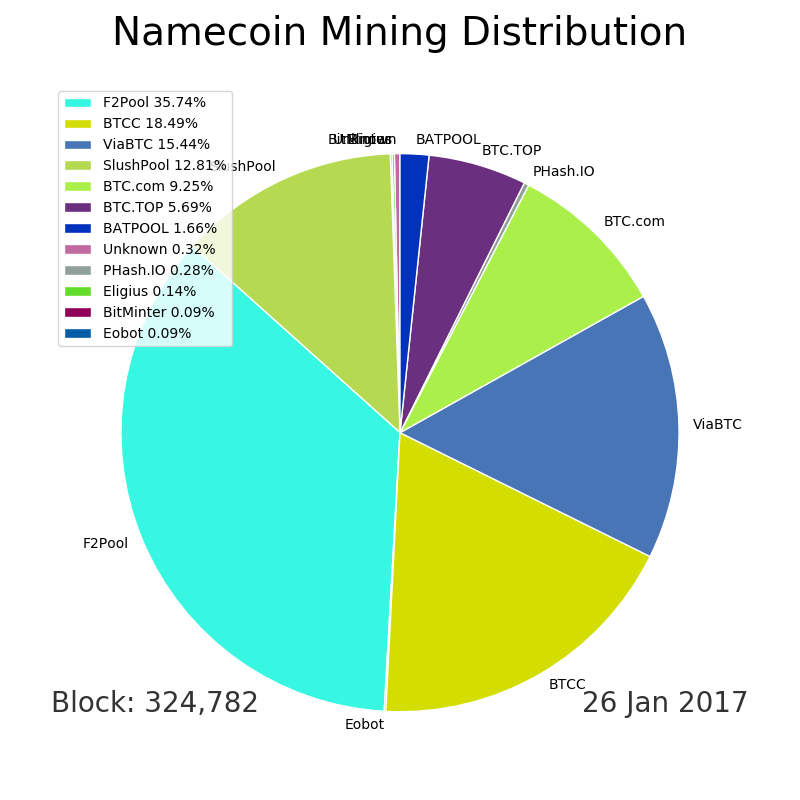 Namecoin Mining Distribution
F2Pool 35.74%
BTCC 18.49%
ViaBTC 15.44%
SlushPool 12.81%
BTC.com 9.25%
BTC.TOP 5.69%
BATPOOL 1.66%
Unknown 0.32%
PHash.IO 0.28%
Eligius 0.14%
BitMinter 0.09%
Eobot 0.09%
BATPOOL
BTC.TOP
PHash.IO
BTC.com
ViaBTC
F2Pool
BTCC
Eobot
Block: 324,782
26 Jan 2017